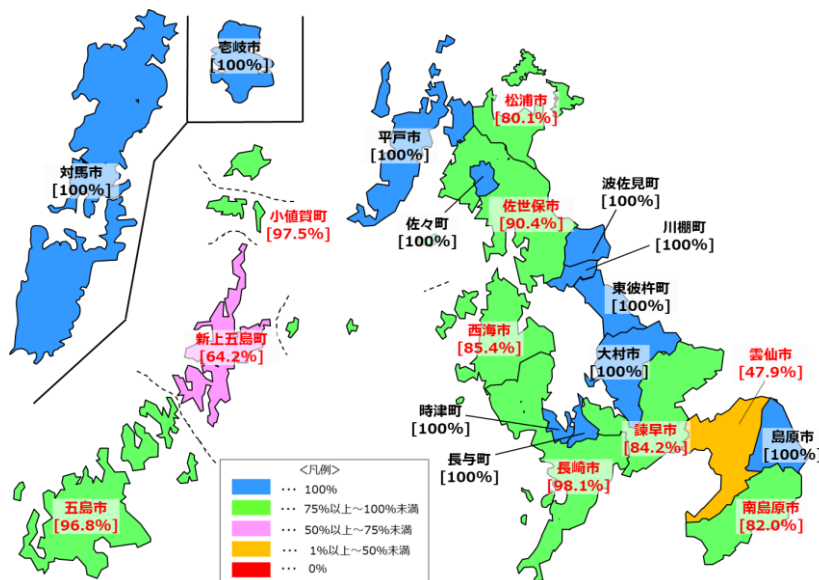 壱岐市
[100%]
松浦市
[80.1%]
平戸市
[100%]
対馬市
[100%]
波佐見町
[100%]
小値賀町
[97.5%]
佐々町
[100%]
佐世保市
[90.4%]
川棚町
[100%]
東彼杵町
[100%]
新上五島町
[64.2%]
西海市
[85.4%]
大村市
[100%]
雲仙市
[47.9%]
時津町
[100%]
諫早市
[84.2%]
島原市
[100%]
長与町
[100%]
長崎市
[98.1%]
五島市
[96.8%]
南島原市
[82.0%]
<凡例>
… 100%
… 75%以上~100%未満
… 50%以上~75%未満
… 1%以上~50%未満
… 0%